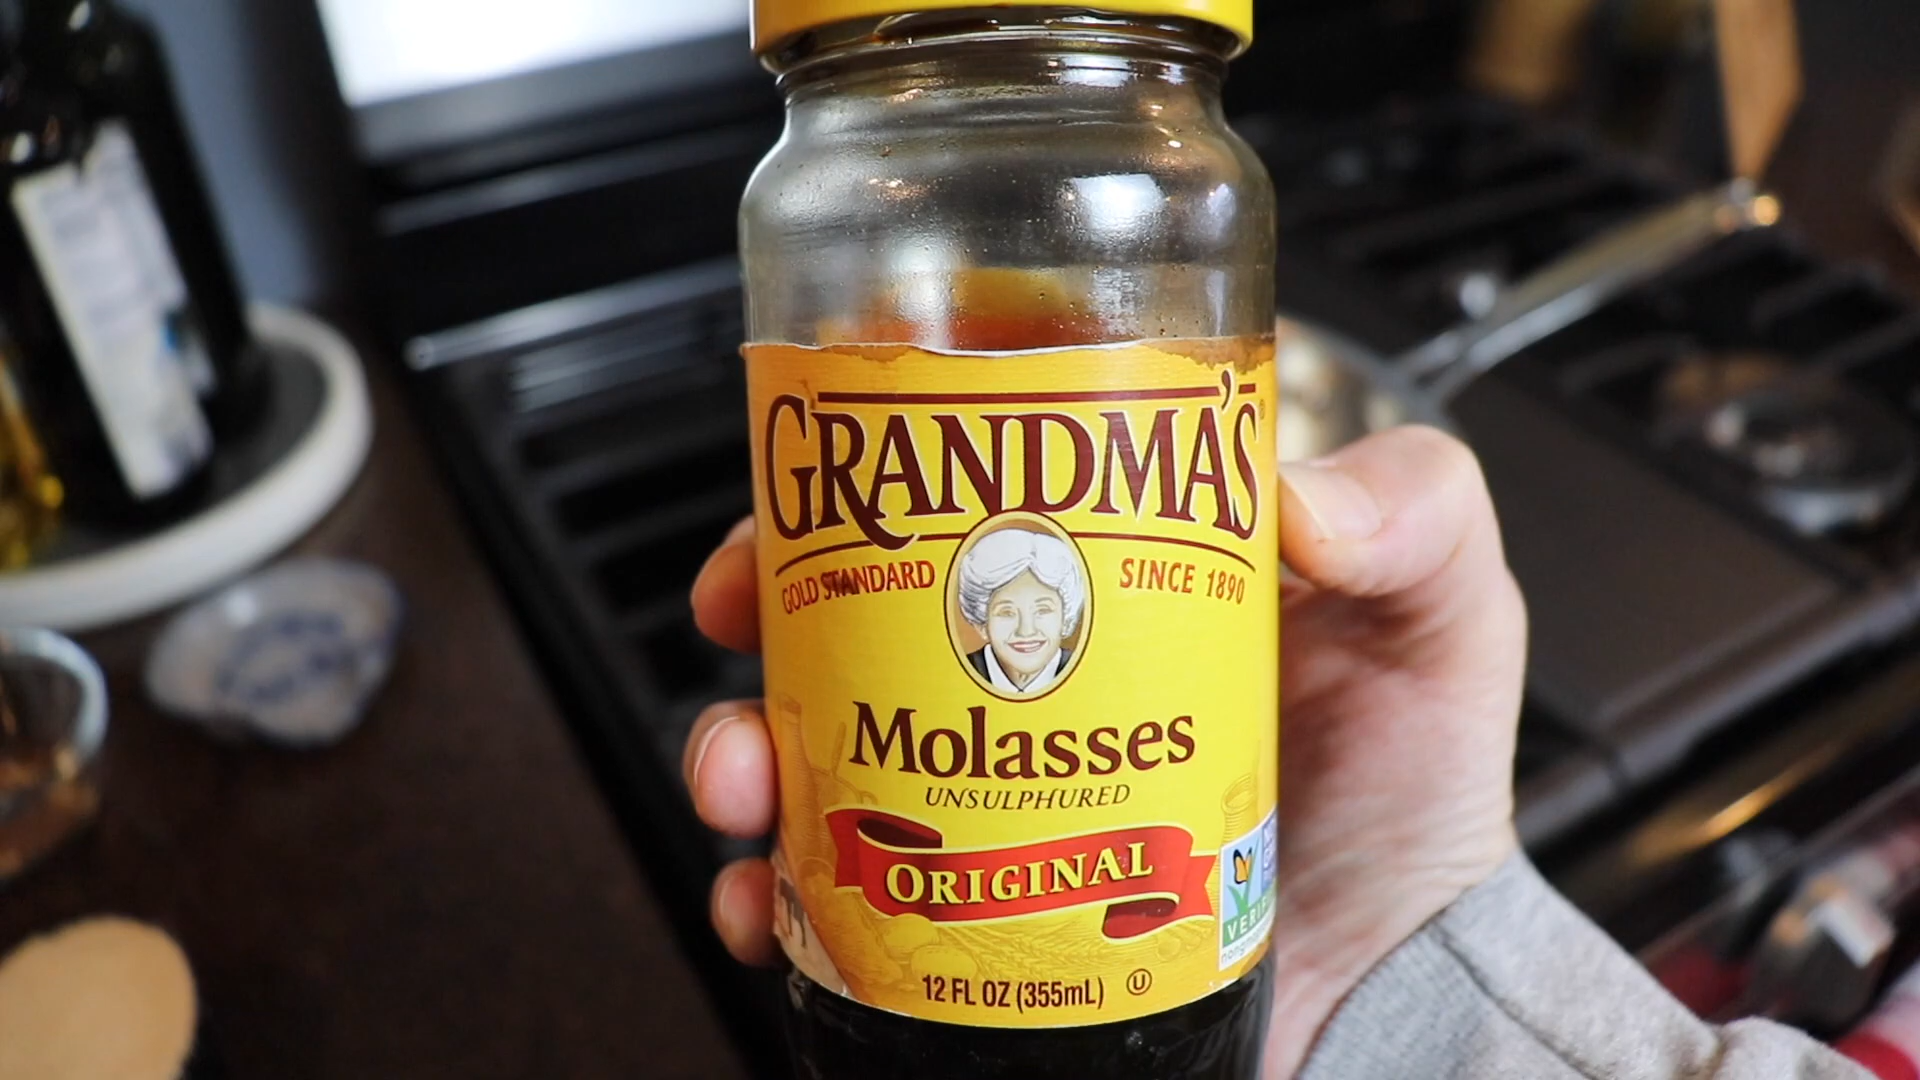 GRANDMA'S®
GOLD STANDARD
SINCE 1890
Molasses
UNSULPHURED
ORIGINAL
12 FL OZ (355mL) U